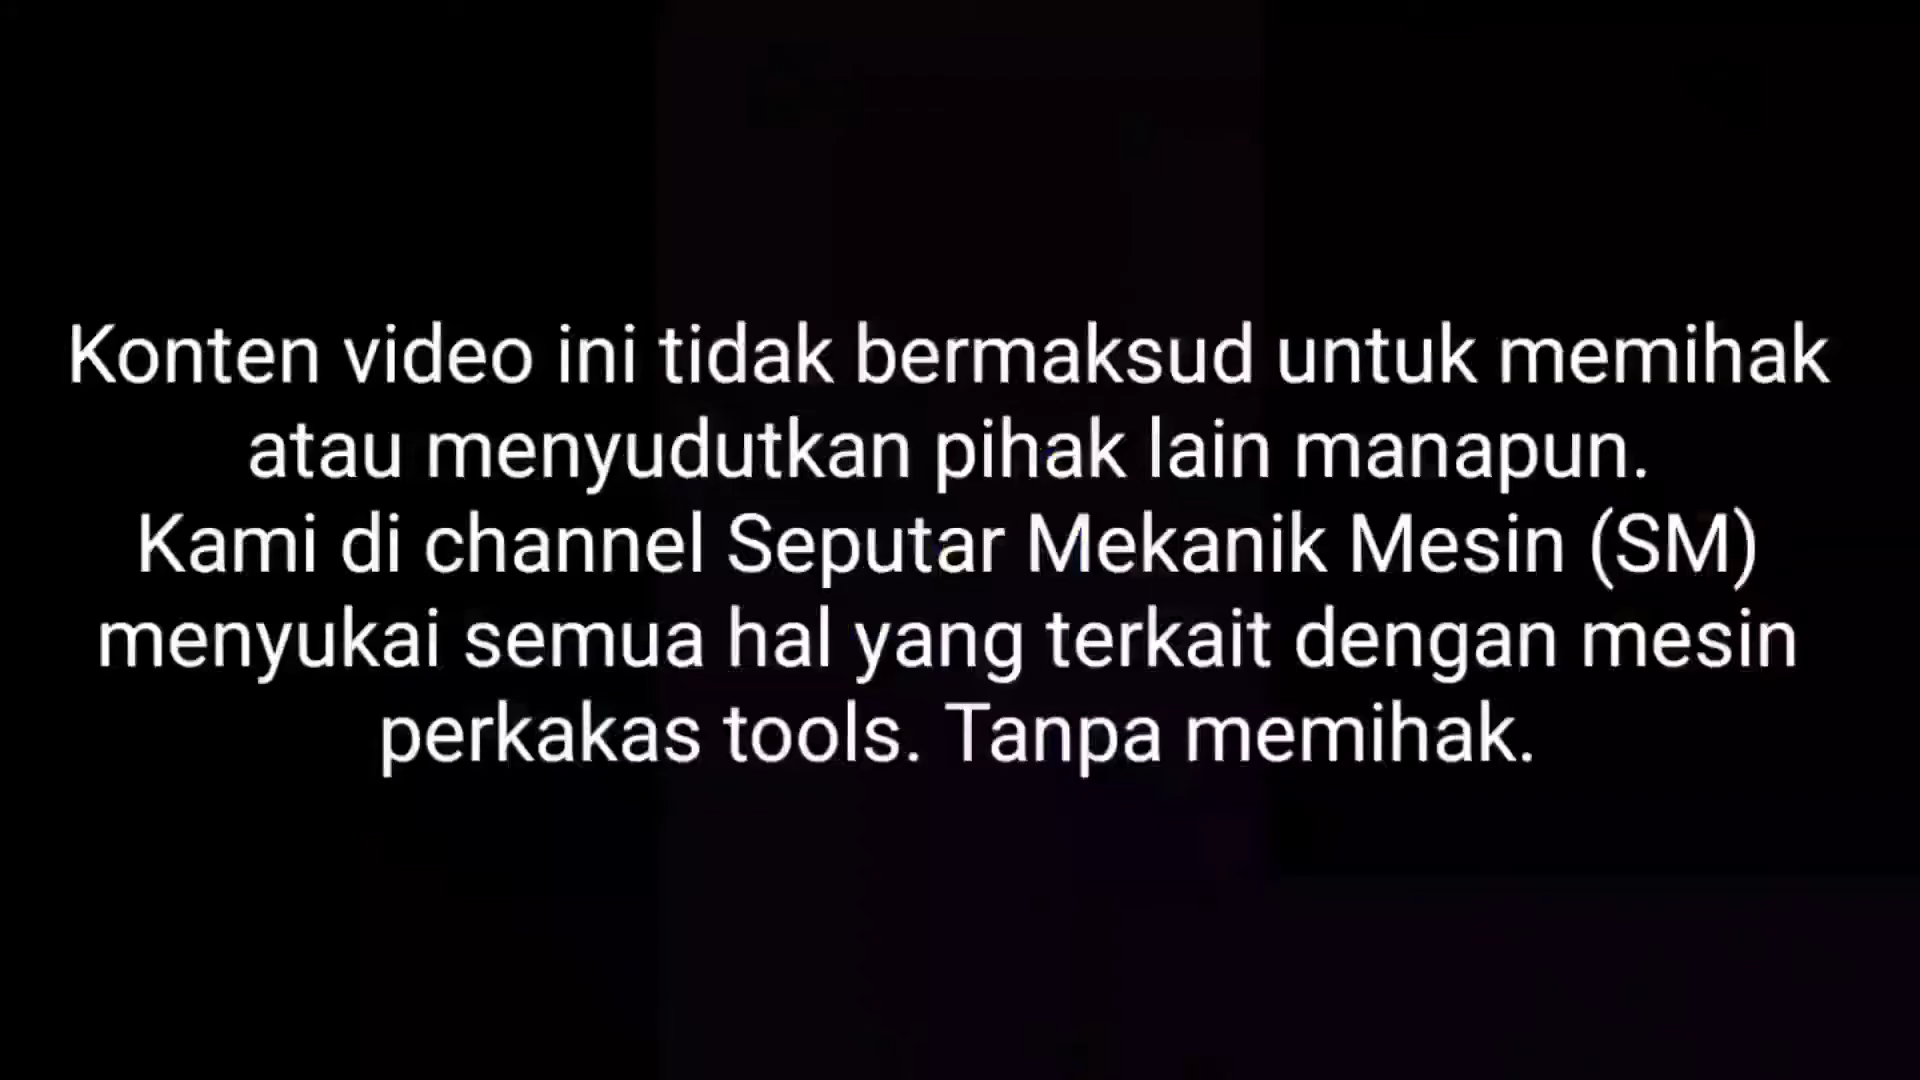 Konten video ini tidak bermaksud untuk memihak
atau menyudutkan pihak lain manapun.
Kami di channel Seputar Mekanik Mesin (SM)
menyukai semua hal yang terkait dengan mesin
perkakas tools. Tanpa memihak.